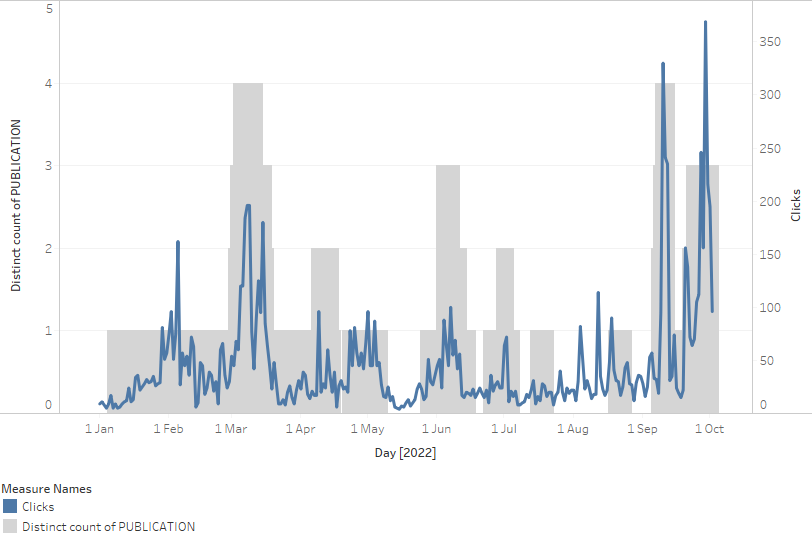 5
4
3
2
1
0
Distinct count of PUBLICATION
350
300
250
200
150
100
50
0
Clicks
1 Jan 1 Feb 1 Mar 1 Apr 1 May 1 Jun 1 Jul 1 Aug 1 Sep 1 Oct
Day [2022]
Measure Names
Clicks
Distinct count of PUBLICATION